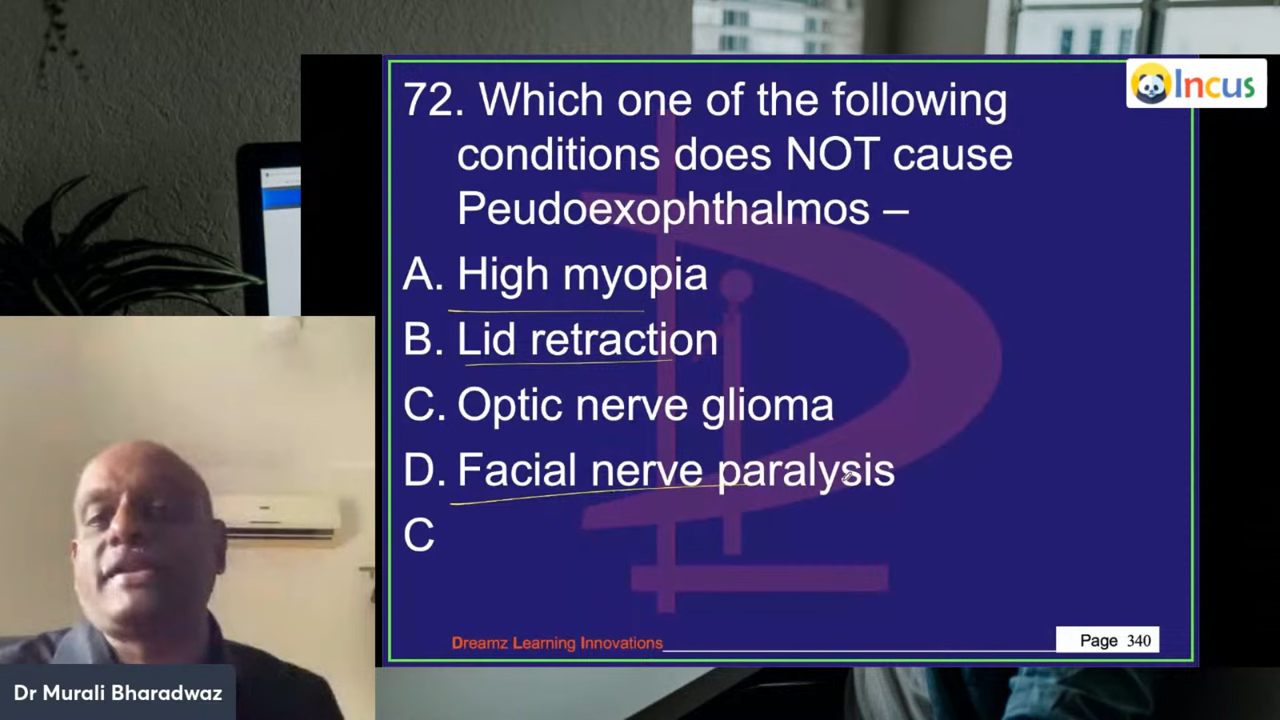 Incus
72. Which one of the following
conditions does NOT cause
Peudoexophthalmos –
A. High myopia
B. Lid retraction
C. Optic nerve glioma
D. Facial nerve paralysis
C
Dreamz Learning Innovations
Page 340
Dr Murali Bharadwaz